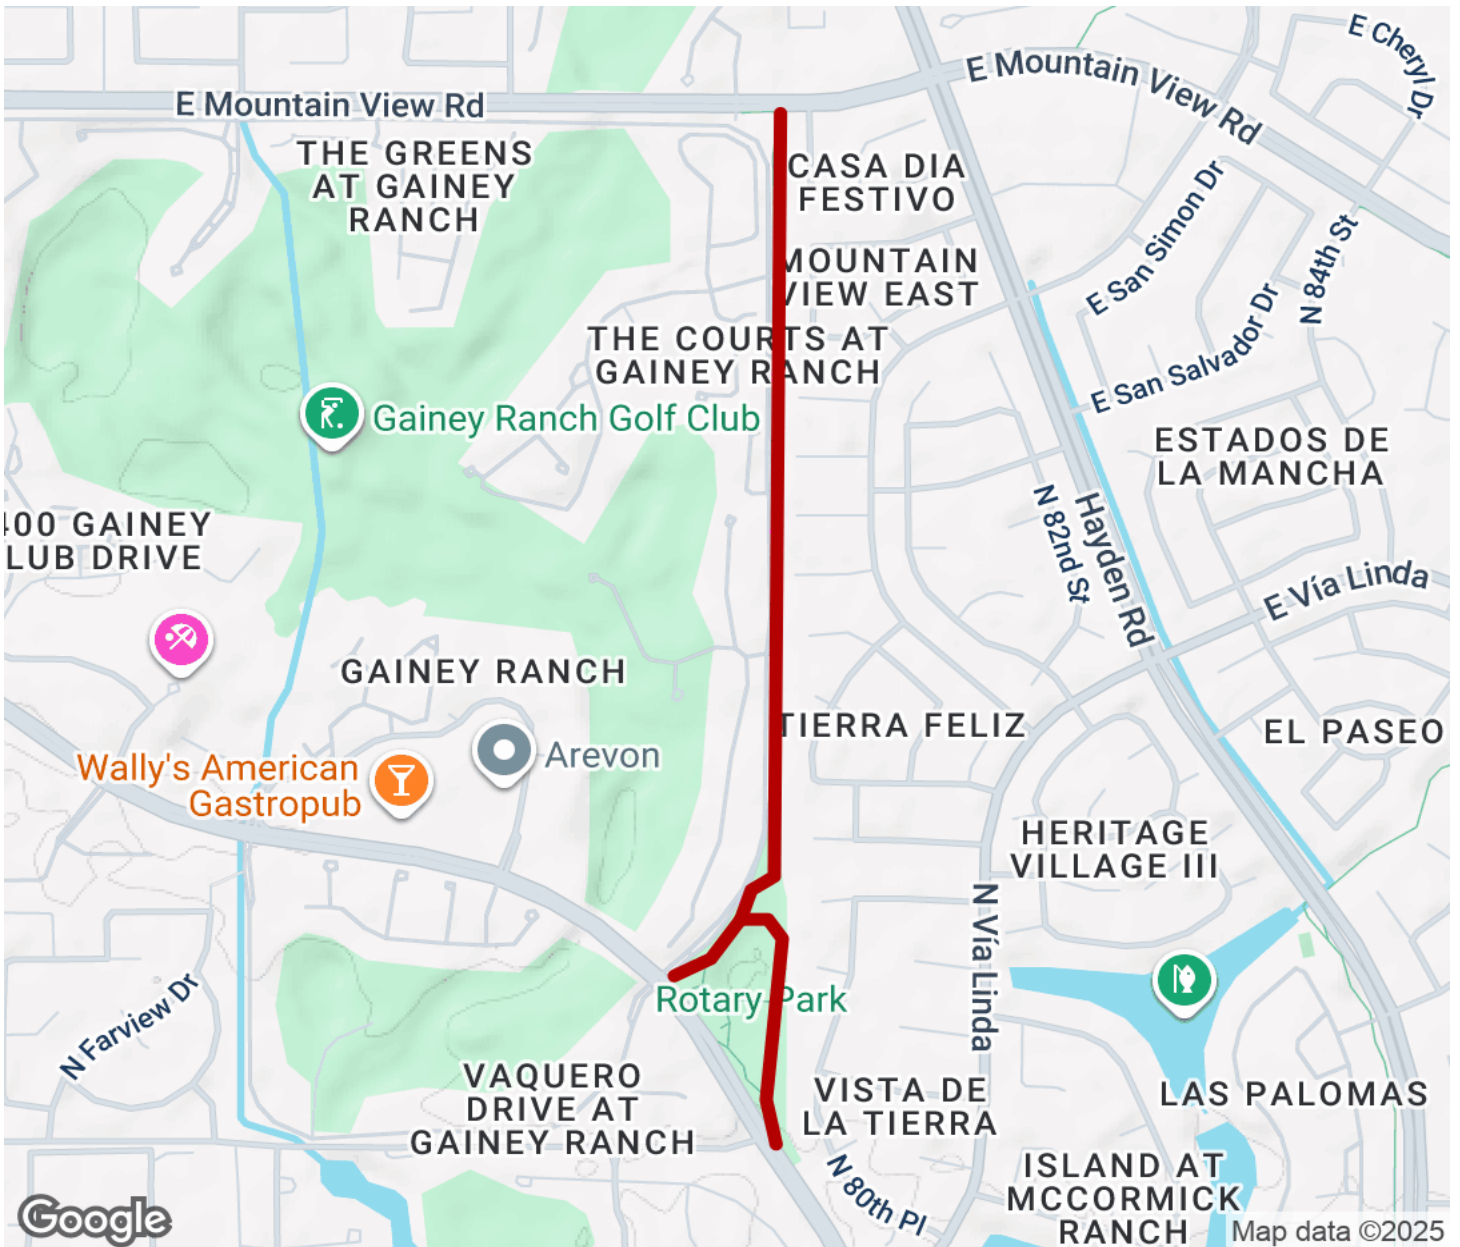 E Cheryl Dr
E Mountain View Rd
E Mountain View Rd
THE GREENS
AT GAINEY
RANCH
CASA DIA
FESTIVO
E San Simon Dr
N 84th St
MOUNTAIN
VIEW EAST
E San Salvador Dr
THE COURTS AT
GAINEY RANCH
Gainey Ranch Golf Club
ESTADOS DE
LA MANCHA
400 GAINEY
LUB DRIVE
N 82nd St
Hayden Rd
E Vía Linda
GAINEY RANCH
TIERRA FELIZ
EL PASEO
Arevon
Wally's American
Gastropub
HERITAGE
VILLAGE III
N Vía Linda
N Farview Dr
Rotary Park
VAQUERO
DRIVE AT
GAINEY RANCH
VISTA DE
LA TIERRA
LAS PALOMAS
N 80th Pl
ISLAND AT
MCCORMICK
RANCH
Google
Map data ©2025